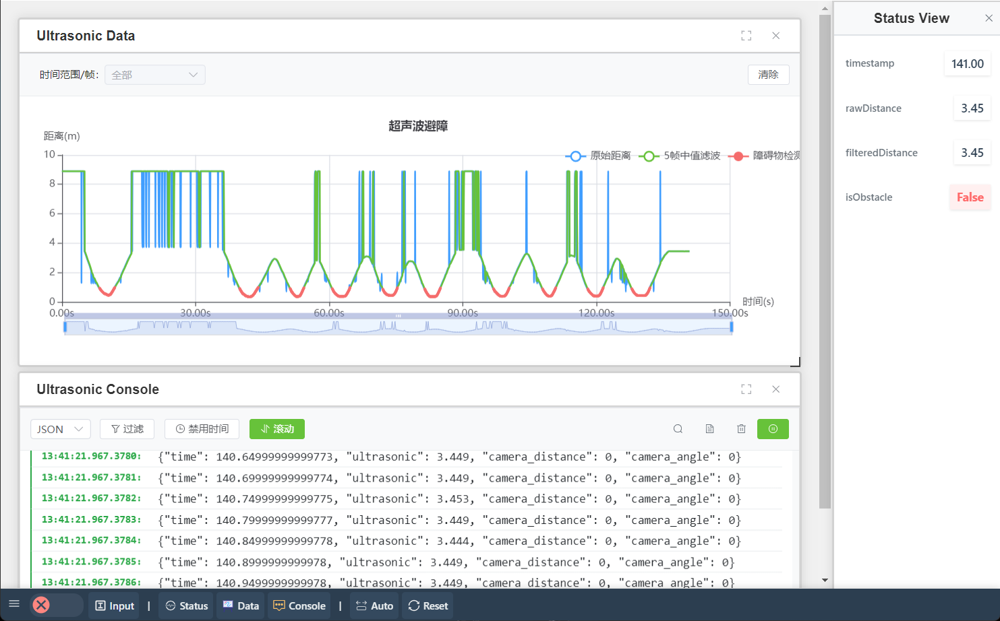 Ultrasonic Data
时间范围/帧: 全部 清除
超声波避障
距离(m)
原始距离 5帧中值滤波 障碍物检测
10
8
6
4
2
0
0.00s 30.00s 60.00s 90.00s 120.00s 150.00s
时间(s)
Ultrasonic Console
JSON 过滤 禁用时间 滚动
13:41:21.967.3780: {"time": 140.64999999999773, "ultrasonic": 3.449, "camera_distance": 0, "camera_angle": 0}
13:41:21.967.3781: {"time": 140.69999999999774, "ultrasonic": 3.449, "camera_distance": 0, "camera_angle": 0}
13:41:21.967.3782: {"time": 140.74999999999775, "ultrasonic": 3.453, "camera_distance": 0, "camera_angle": 0}
13:41:21.967.3783: {"time": 140.79999999999777, "ultrasonic": 3.449, "camera_distance": 0, "camera_angle": 0}
13:41:21.967.3784: {"time": 140.84999999999778, "ultrasonic": 3.444, "camera_distance": 0, "camera_angle": 0}
13:41:21.967.3785: {"time": 140.8999999999978, "ultrasonic": 3.449, "camera_distance": 0, "camera_angle": 0}
13:41:21.967.3786: {"time": 140.9499999999978, "ultrasonic": 3.449, "camera_distance": 0, "camera_angle": 0}
Status View
timestamp 141.00
rawDistance 3.45
filteredDistance 3.45
isObstacle False
Input | Status Data Console | Auto Reset